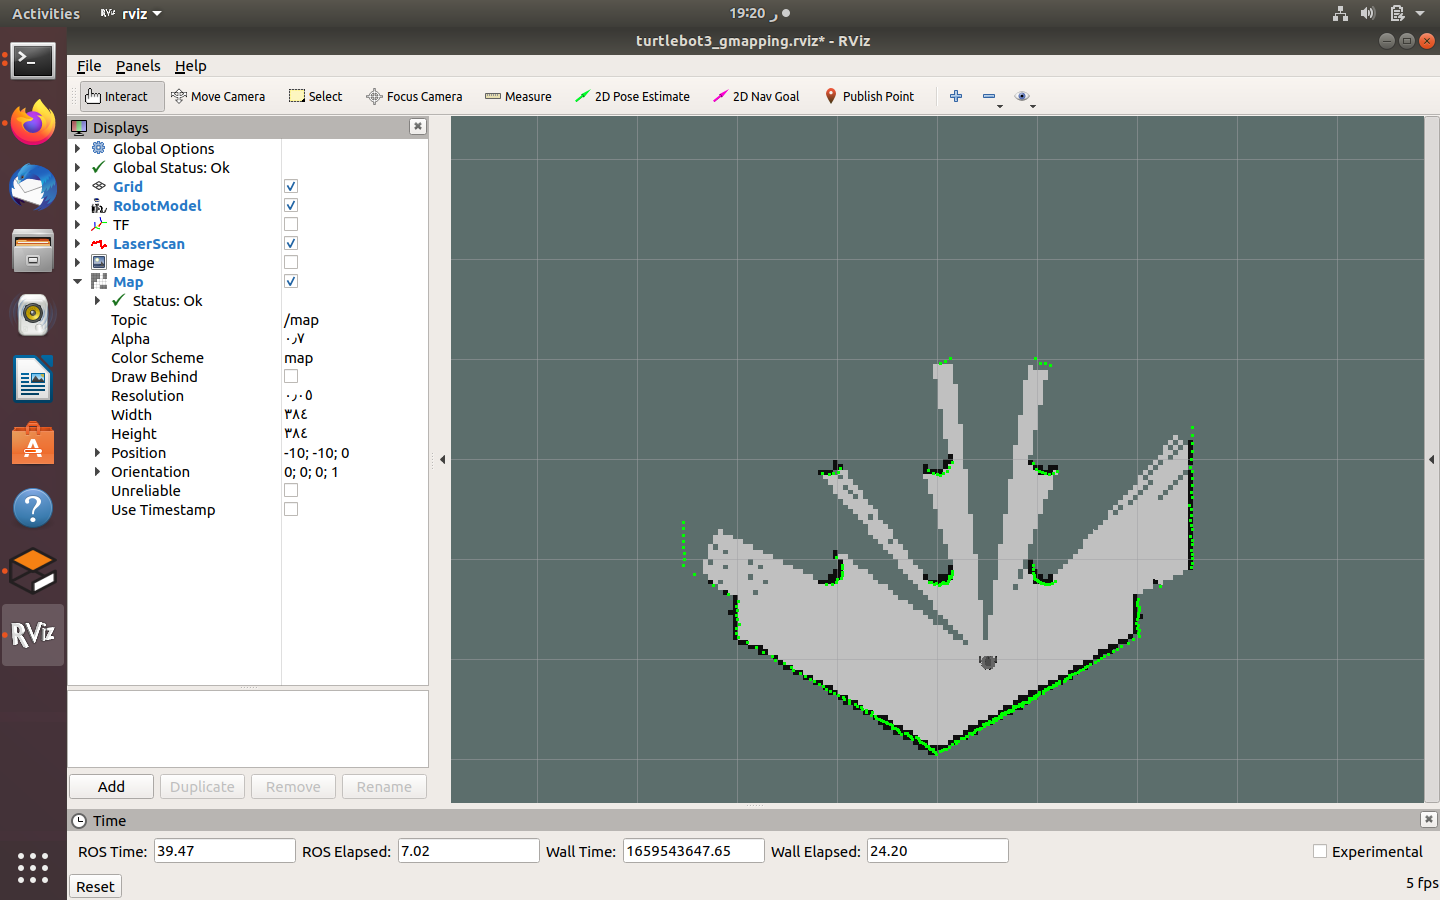 Activities
rviz
19:20 ر
turtlebot3_gmapping.rviz* - RViz
File Panels Help
Interact Move Camera Select Focus Camera Measure 2D Pose Estimate 2D Nav Goal Publish Point
Displays
Global Options
Global Status: Ok
Grid
RobotModel
TF
LaserScan
Image
Map
Status: Ok
Topic /map
Alpha ٠٫٧
Color Scheme map
Draw Behind
Resolution ٠٫٠٥
Width ٣٨٤
Height ٣٨٤
Position -10; -10; 0
Orientation 0; 0; 0; 1
Unreliable
Use Timestamp
RViz
Add Duplicate Remove Rename
Time
ROS Time: 39.47 ROS Elapsed: 7.02 Wall Time: 1659543647.65 Wall Elapsed: 24.20 Experimental
Reset 5 fps